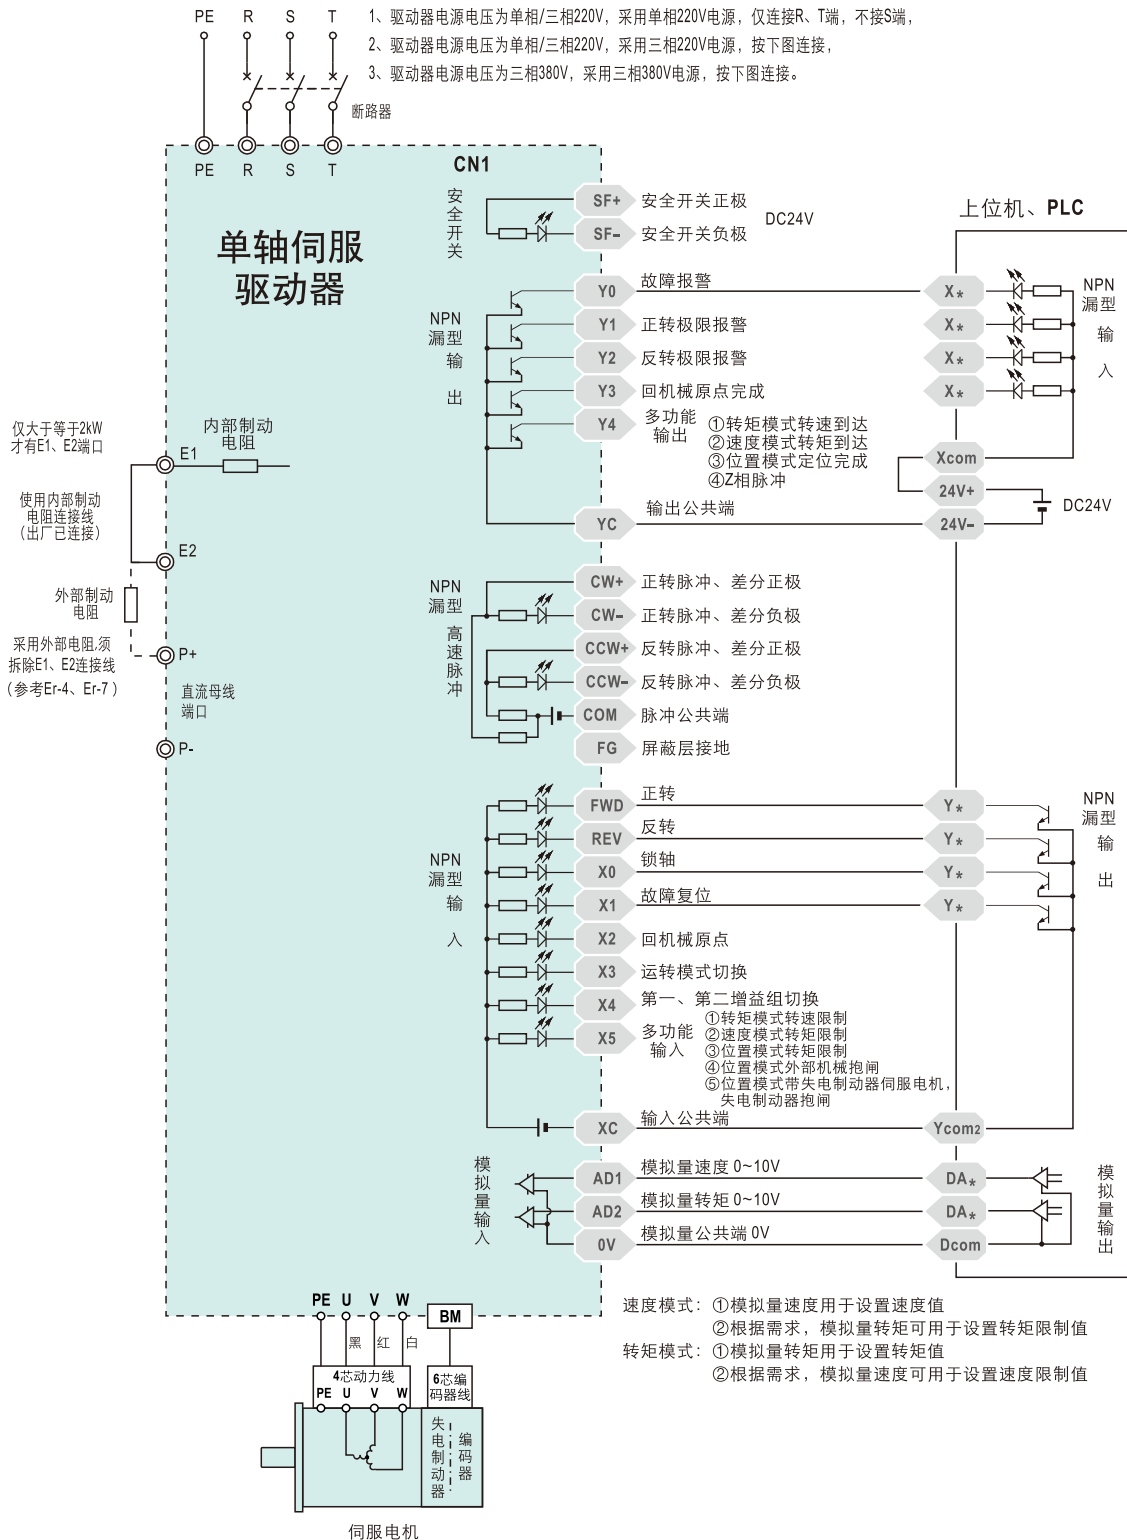 PE R S T
1、驱动器电源电压为单相/三相220V，采用单相220V电源，仅连接R、T端，不接S端，
2、驱动器电源电压为单相/三相220V，采用三相220V电源，按下图连接，
3、驱动器电源电压为三相380V，采用三相380V电源，按下图连接。
断路器
PE R S T
CN1
单轴伺服
驱动器
安全开关
SF+ 安全开关正极
DC24V
SF- 安全开关负极
上位机、PLC
NPN
漏型
输
出
Y0 故障报警 X*
Y1 正转极限报警 X*
Y2 反转极限报警 X*
Y3 回机械原点完成 X*
Y4 多功能
输出
①转矩模式转速到达
②速度模式转矩到达
③位置模式定位完成
④Z相脉冲
NPN
漏型
输
入
Xcom
24V+
DC24V
YC 输出公共端 24V-
仅大于等于2kW
才有E1、E2端口
E1
内部制动
电阻
使用内部制动
电阻连接线
（出厂已连接）
E2
外部制动
电阻
采用外部电阻,须
拆除E1、E2连接线
（参考Er-4、Er-7）
P+
直流母线
端口
P-
NPN
漏型
高速脉冲
CW+ 正转脉冲、差分正极
CW- 正转脉冲、差分负极
CCW+ 反转脉冲、差分正极
CCW- 反转脉冲、差分负极
COM 脉冲公共端
FG 屏蔽层接地
NPN
漏型
输
入
FWD 正转 Y*
REV 反转 Y*
X0 锁轴 Y*
X1 故障复位 Y*
NPN
漏型
输
出
X2 回机械原点
X3 运转模式切换
X4 第一、第二增益组切换
X5 多功能
输入
①转矩模式转速限制
②速度模式转矩限制
③位置模式转矩限制
④位置模式外部机械抱闸
⑤位置模式带失电制动器伺服电机，
失电制动器抱闸
XC 输入公共端 Ycom2
模拟量输入
AD1 模拟量速度 0~10V DA*
AD2 模拟量转矩 0~10V DA*
0V 模拟量公共端 0V Dcom
模拟量输出
速度模式：①模拟量速度用于设置速度值
②根据需求，模拟量转矩可用于设置转矩限制值
转矩模式：①模拟量转矩用于设置转矩值
②根据需求，模拟量速度可用于设置速度限制值
PE U V W BM
黑 红 白
4芯动力线
6芯编
码器线
PE U V W
失电制动器
编码器
伺服电机